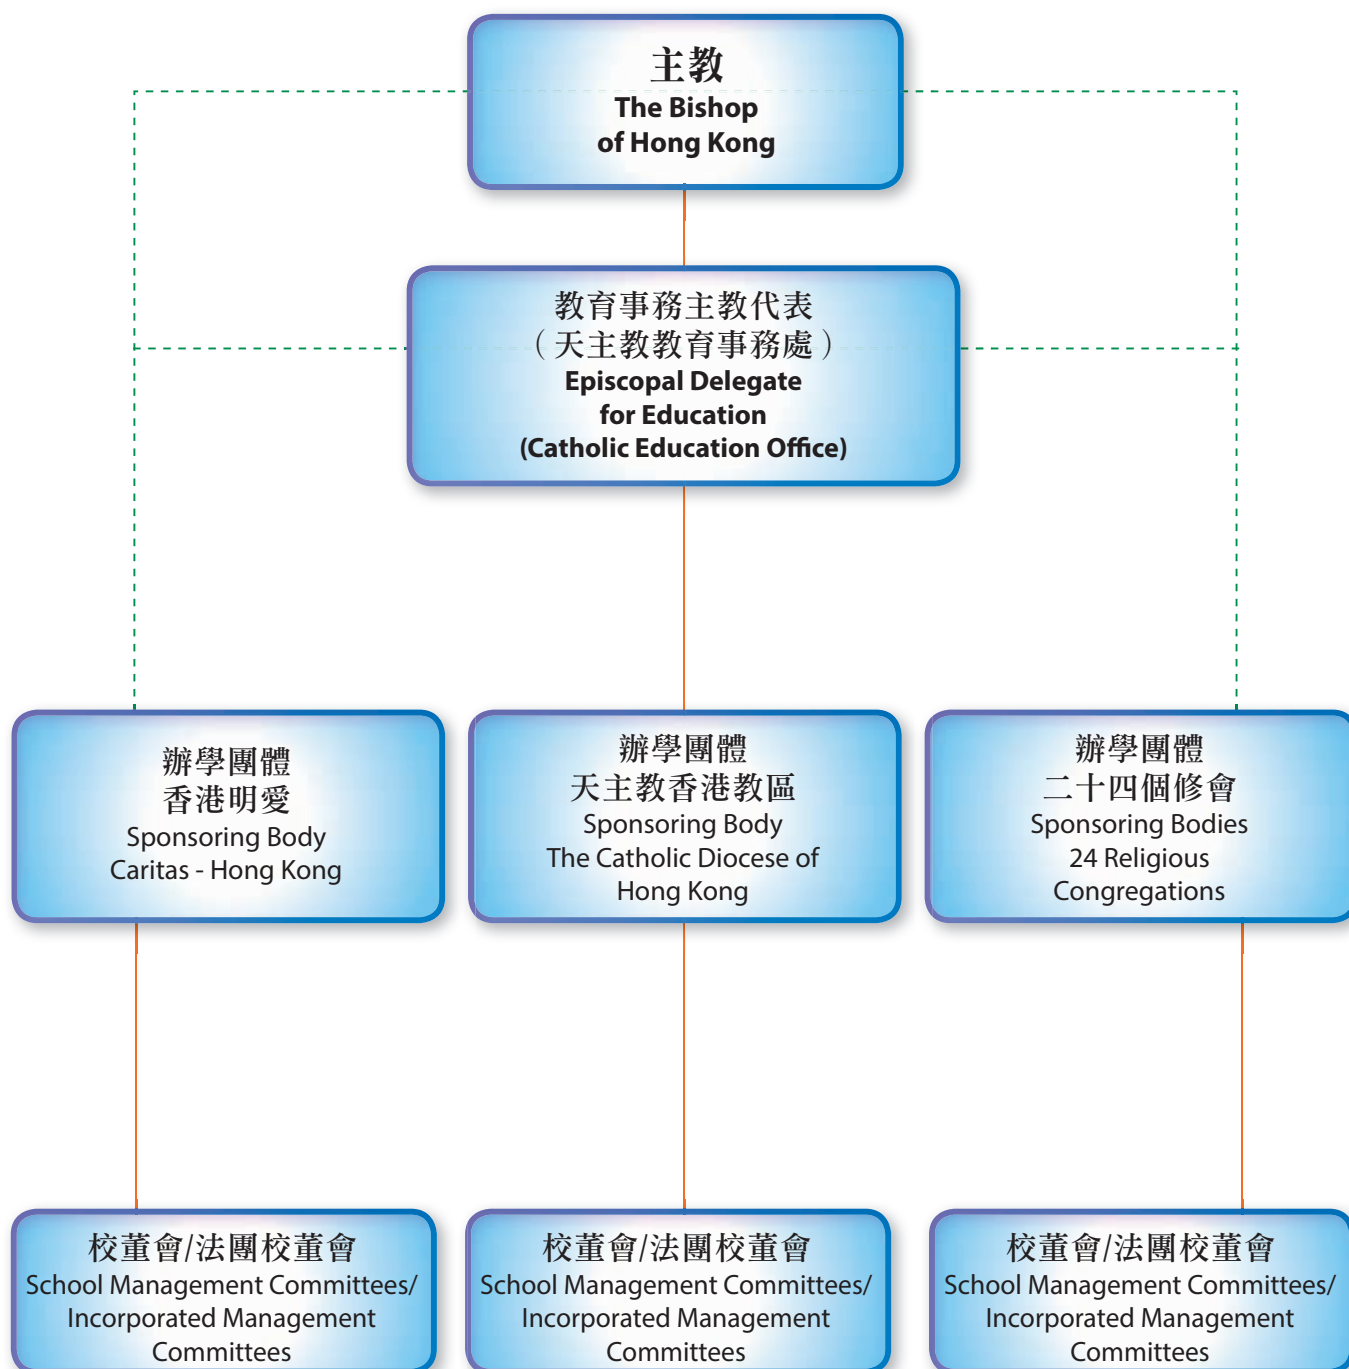 主教
The Bishop
of Hong Kong
教育事務主教代表
（天主教教育事務處）
Episcopal Delegate
for Education
(Catholic Education Office)
辦學團體
香港明愛
Sponsoring Body
Caritas - Hong Kong
辦學團體
天主教香港教區
Sponsoring Body
The Catholic Diocese of
Hong Kong
辦學團體
二十四個修會
Sponsoring Bodies
24 Religious
Congregations
校董會/法團校董會
School Management Committees/
Incorporated Management
Committees
校董會/法團校董會
School Management Committees/
Incorporated Management
Committees
校董會/法團校董會
School Management Committees/
Incorporated Management
Committees